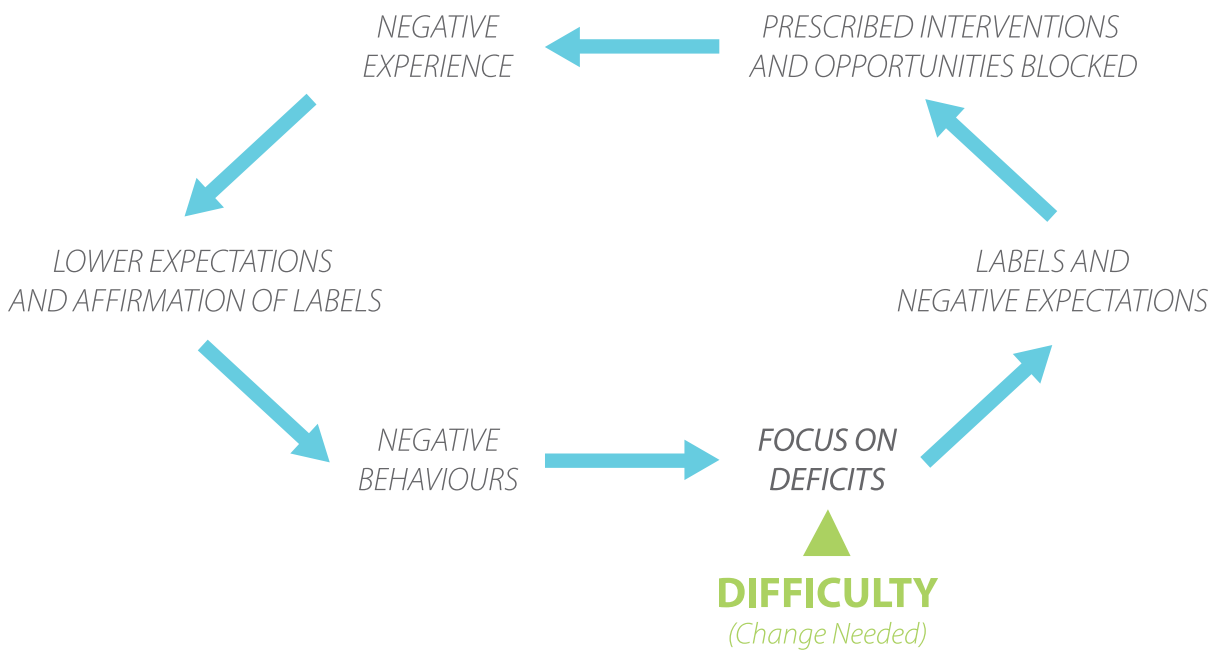 NEGATIVE
EXPERIENCE
PRESCRIBED INTERVENTIONS
AND OPPORTUNITIES BLOCKED
LOWER EXPECTATIONS
AND AFFIRMATION OF LABELS
LABELS AND
NEGATIVE EXPECTATIONS
NEGATIVE
BEHAVIOURS
FOCUS ON
DEFICITS
DIFFICULTY
(Change Needed)